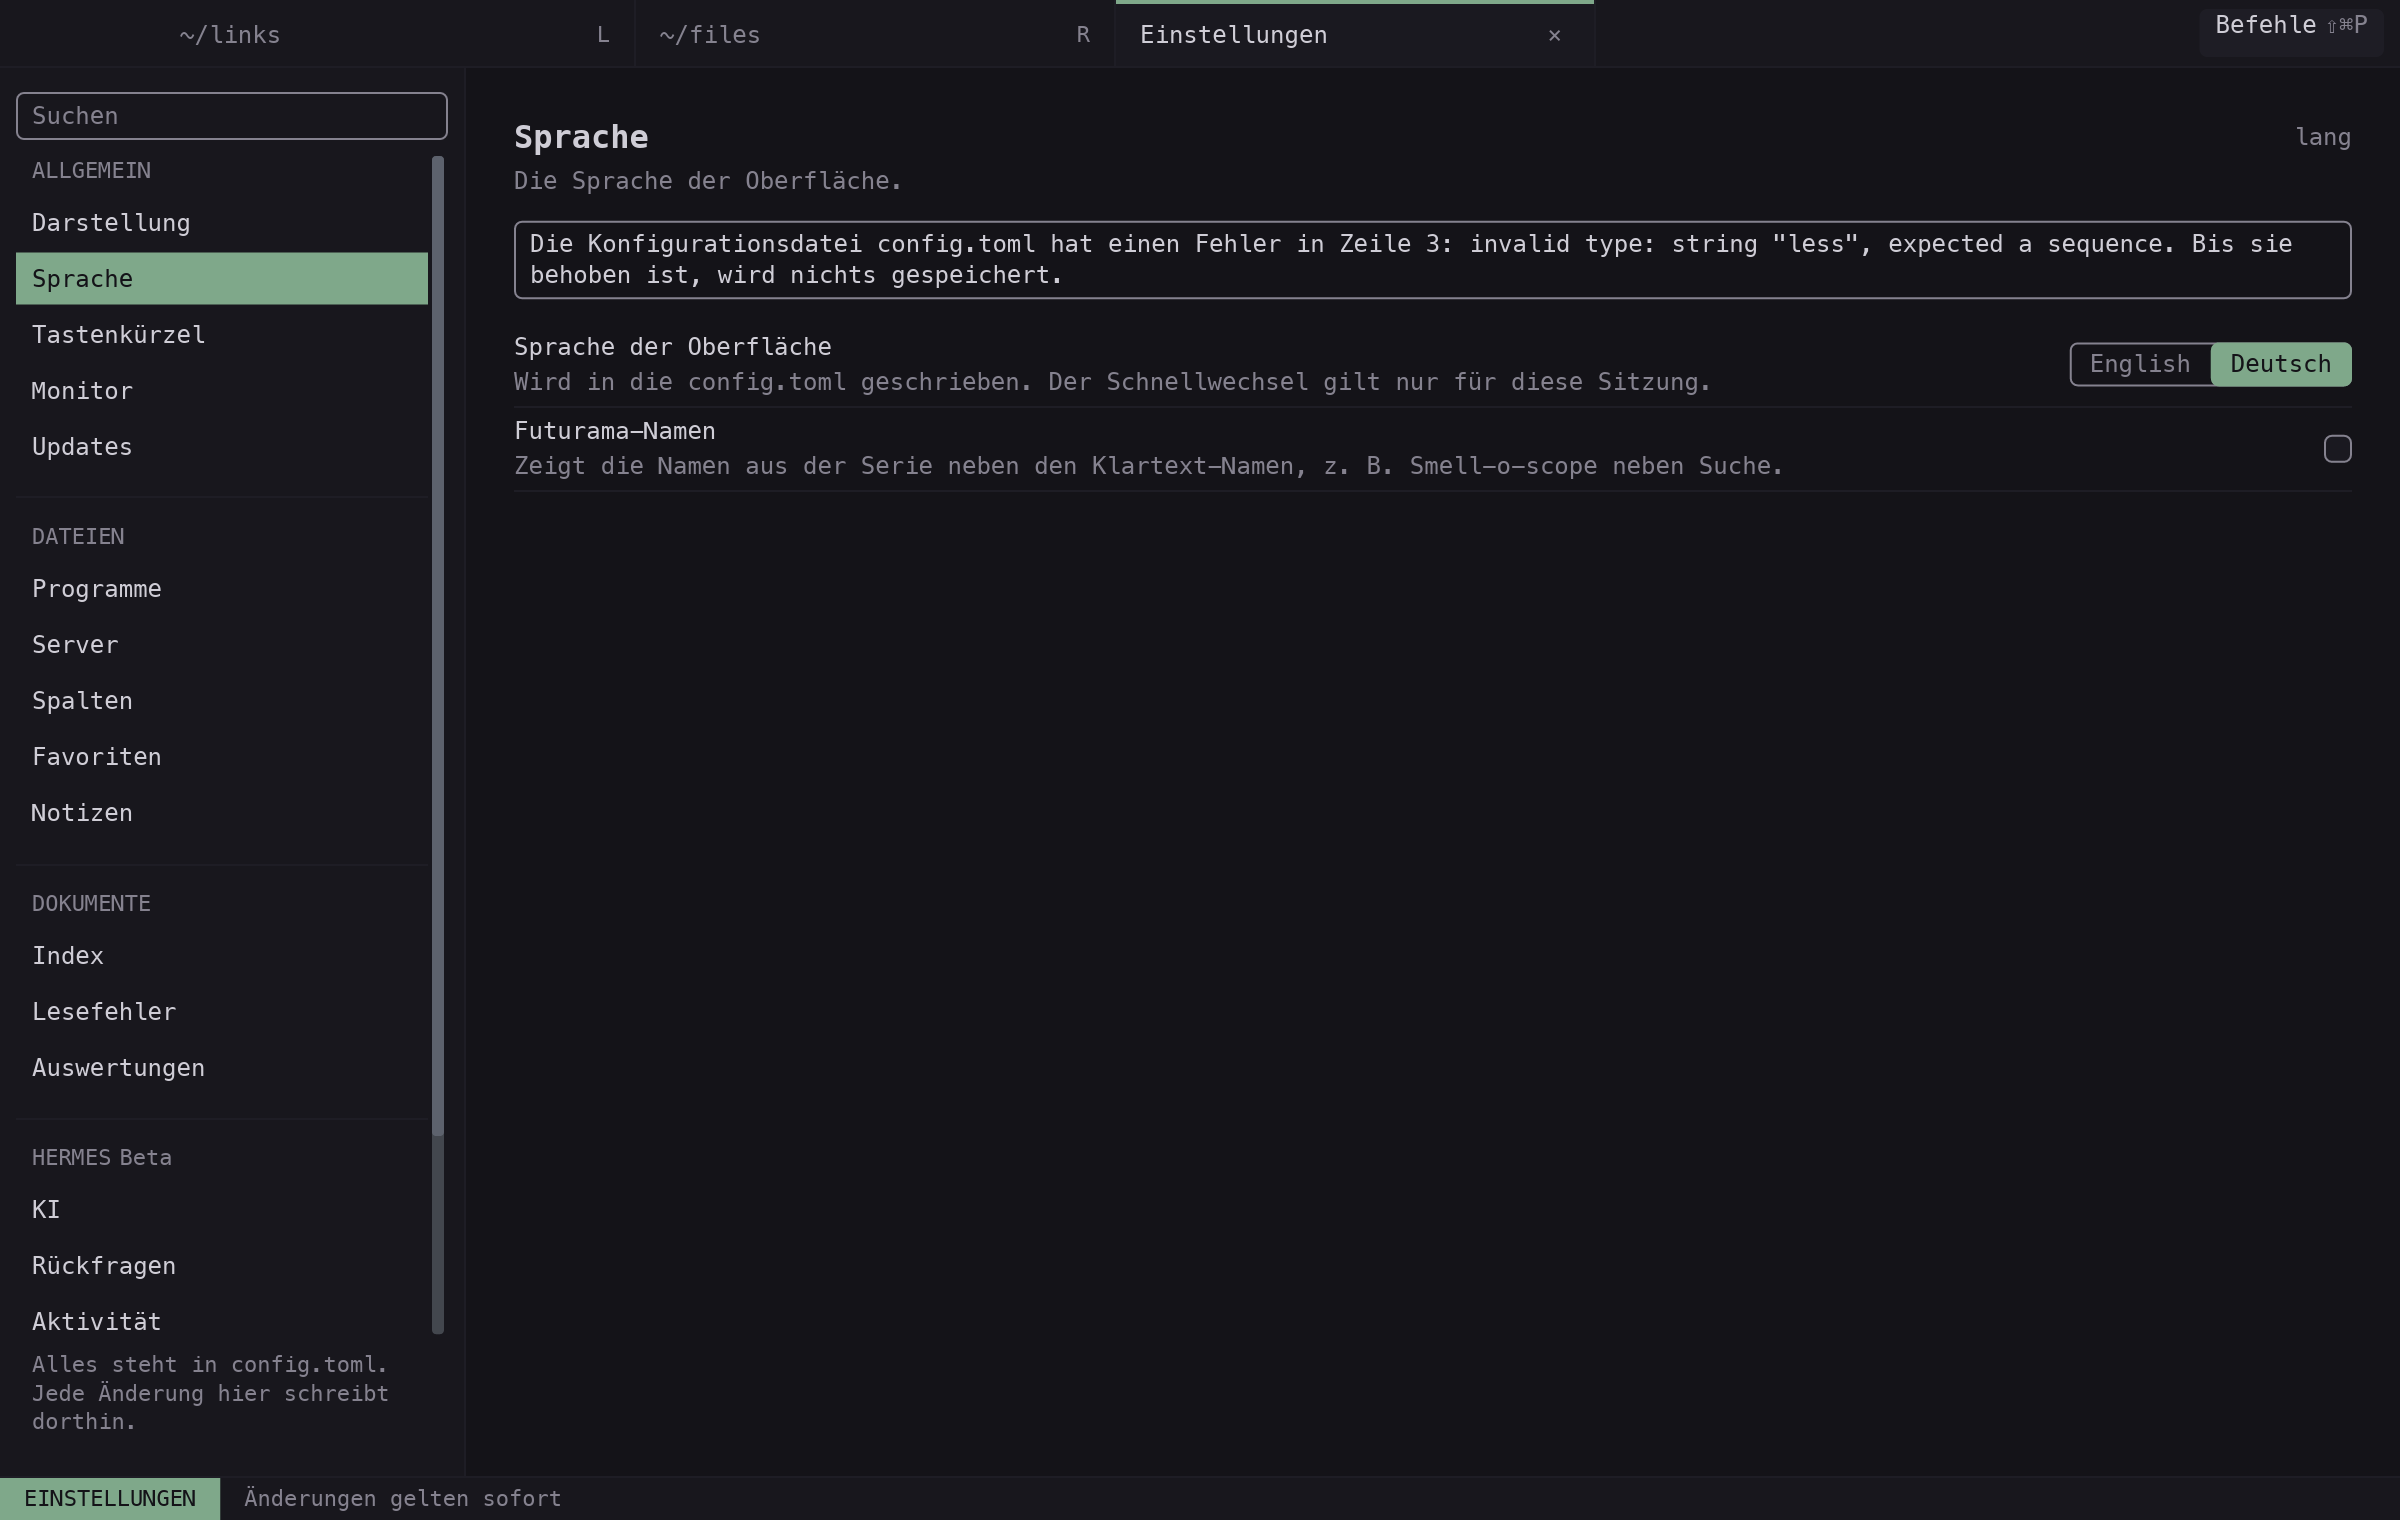 ~/links L ~/files R Einstellungen × Befehle ⇧⌘P
Suchen
ALLGEMEIN
Darstellung
Sprache
Tastenkürzel
Monitor
Updates
DATEIEN
Programme
Server
Spalten
Favoriten
Notizen
DOKUMENTE
Index
Lesefehler
Auswertungen
HERMES Beta
KI
Rückfragen
Aktivität
Alles steht in config.toml.
Jede Änderung hier schreibt
dorthin.
Sprache lang
Die Sprache der Oberfläche.
Die Konfigurationsdatei config.toml hat einen Fehler in Zeile 3: invalid type: string "less", expected a sequence. Bis sie
behoben ist, wird nichts gespeichert.
Sprache der Oberfläche
Wird in die config.toml geschrieben. Der Schnellwechsel gilt nur für diese Sitzung.
English Deutsch
Futurama-Namen
Zeigt die Namen aus der Serie neben den Klartext-Namen, z. B. Smell-o-scope neben Suche.
EINSTELLUNGEN Änderungen gelten sofort